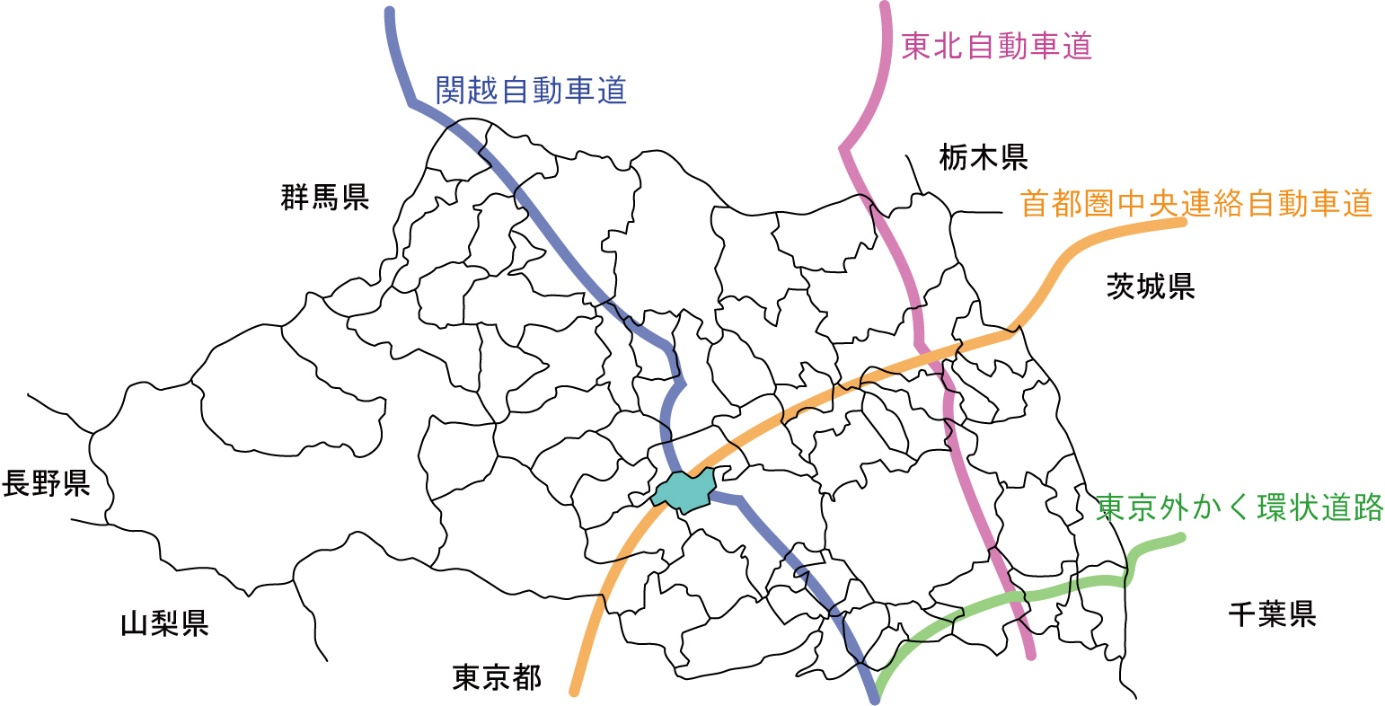 東北自動車道
関越自動車道
栃木県
群馬県
首都圏中央連絡自動車道
茨城県
長野県
東京外かく環状道路
山梨県
千葉県
東京都